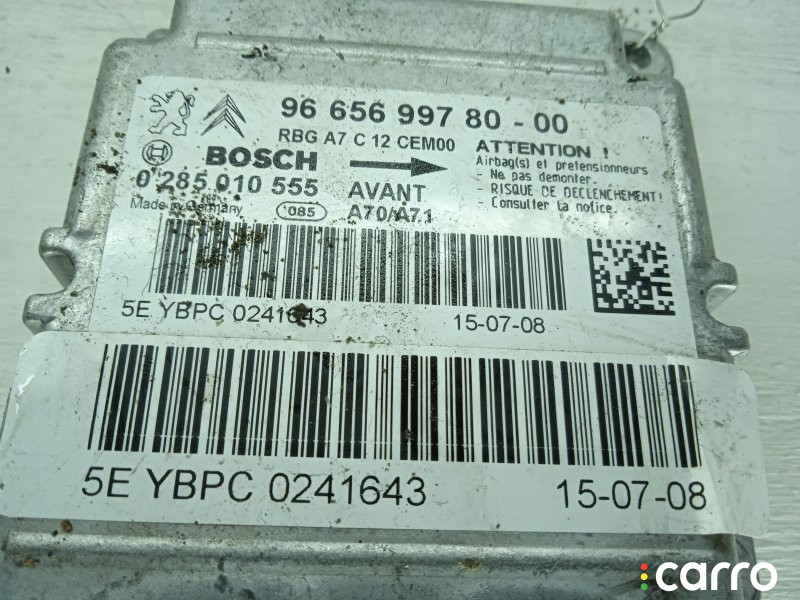 96 656 997 80 - 00
RBG A7 C 12 CEM00
BOSCH
0 285 010 555
Made in Germany
085
AVANT
A70/A71
ATTENTION !
Airbag(s) et pretensionneurs
- Ne pas demonter.
- RISQUE DE DECLENCHEMENT!
- Consulter la notice.
5E YBPC 0241643 15-07-08
5E YBPC 0241643 15-07-08
carro